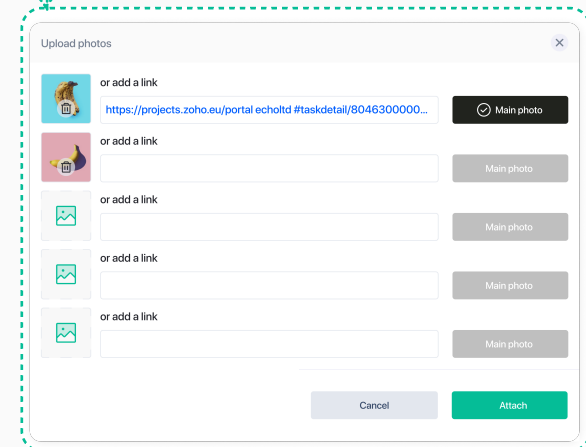 Upload photos
or add a link
https://projects.zoho.eu/portal echoltd #taskdetail/8046300000...
Main photo
or add a link
Main photo
or add a link
Main photo
or add a link
Main photo
or add a link
Main photo
Cancel
Attach